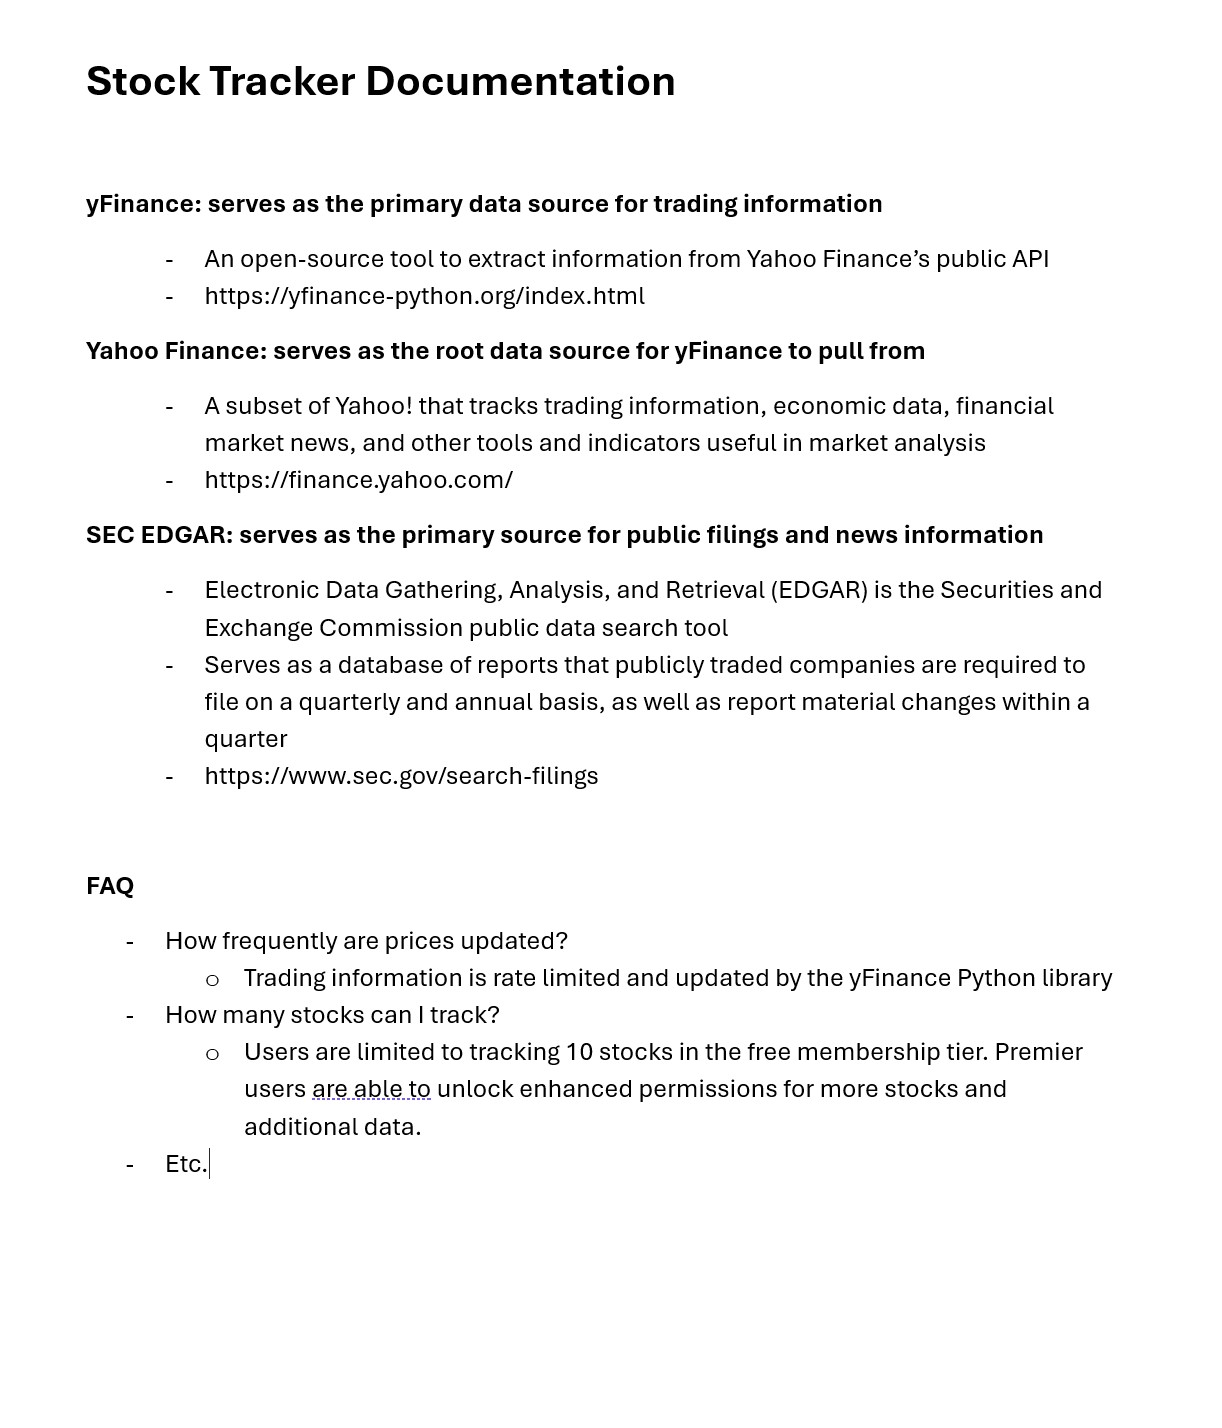 Stock Tracker Documentation
yFinance: serves as the primary data source for trading information
- An open-source tool to extract information from Yahoo Finance’s public API
- https://yfinance-python.org/index.html
Yahoo Finance: serves as the root data source for yFinance to pull from
- A subset of Yahoo! that tracks trading information, economic data, financial
market news, and other tools and indicators useful in market analysis
- https://finance.yahoo.com/
SEC EDGAR: serves as the primary source for public filings and news information
- Electronic Data Gathering, Analysis, and Retrieval (EDGAR) is the Securities and
Exchange Commission public data search tool
- Serves as a database of reports that publicly traded companies are required to
file on a quarterly and annual basis, as well as report material changes within a
quarter
- https://www.sec.gov/search-filings
FAQ
- How frequently are prices updated?
o Trading information is rate limited and updated by the yFinance Python library
- How many stocks can I track?
o Users are limited to tracking 10 stocks in the free membership tier. Premier
users are able to unlock enhanced permissions for more stocks and
additional data.
- Etc.